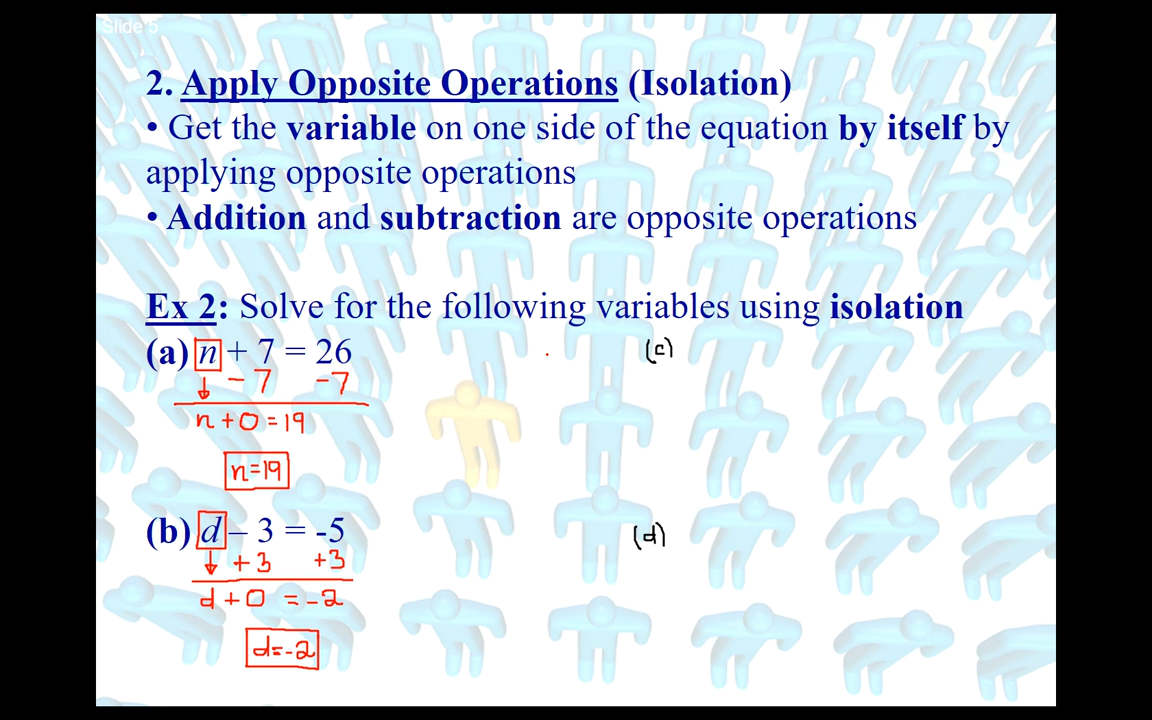 Slide 5
2. Apply Opposite Operations (Isolation)
• Get the variable on one side of the equation by itself by
applying opposite operations
• Addition and subtraction are opposite operations
Ex 2: Solve for the following variables using isolation
(a) n + 7 = 26
↓ - 7 -7
n + 0 = 19
n = 19
(b) d – 3 = -5
↓ + 3 +3
d + 0 = -2
d = -2
(c)
(d)